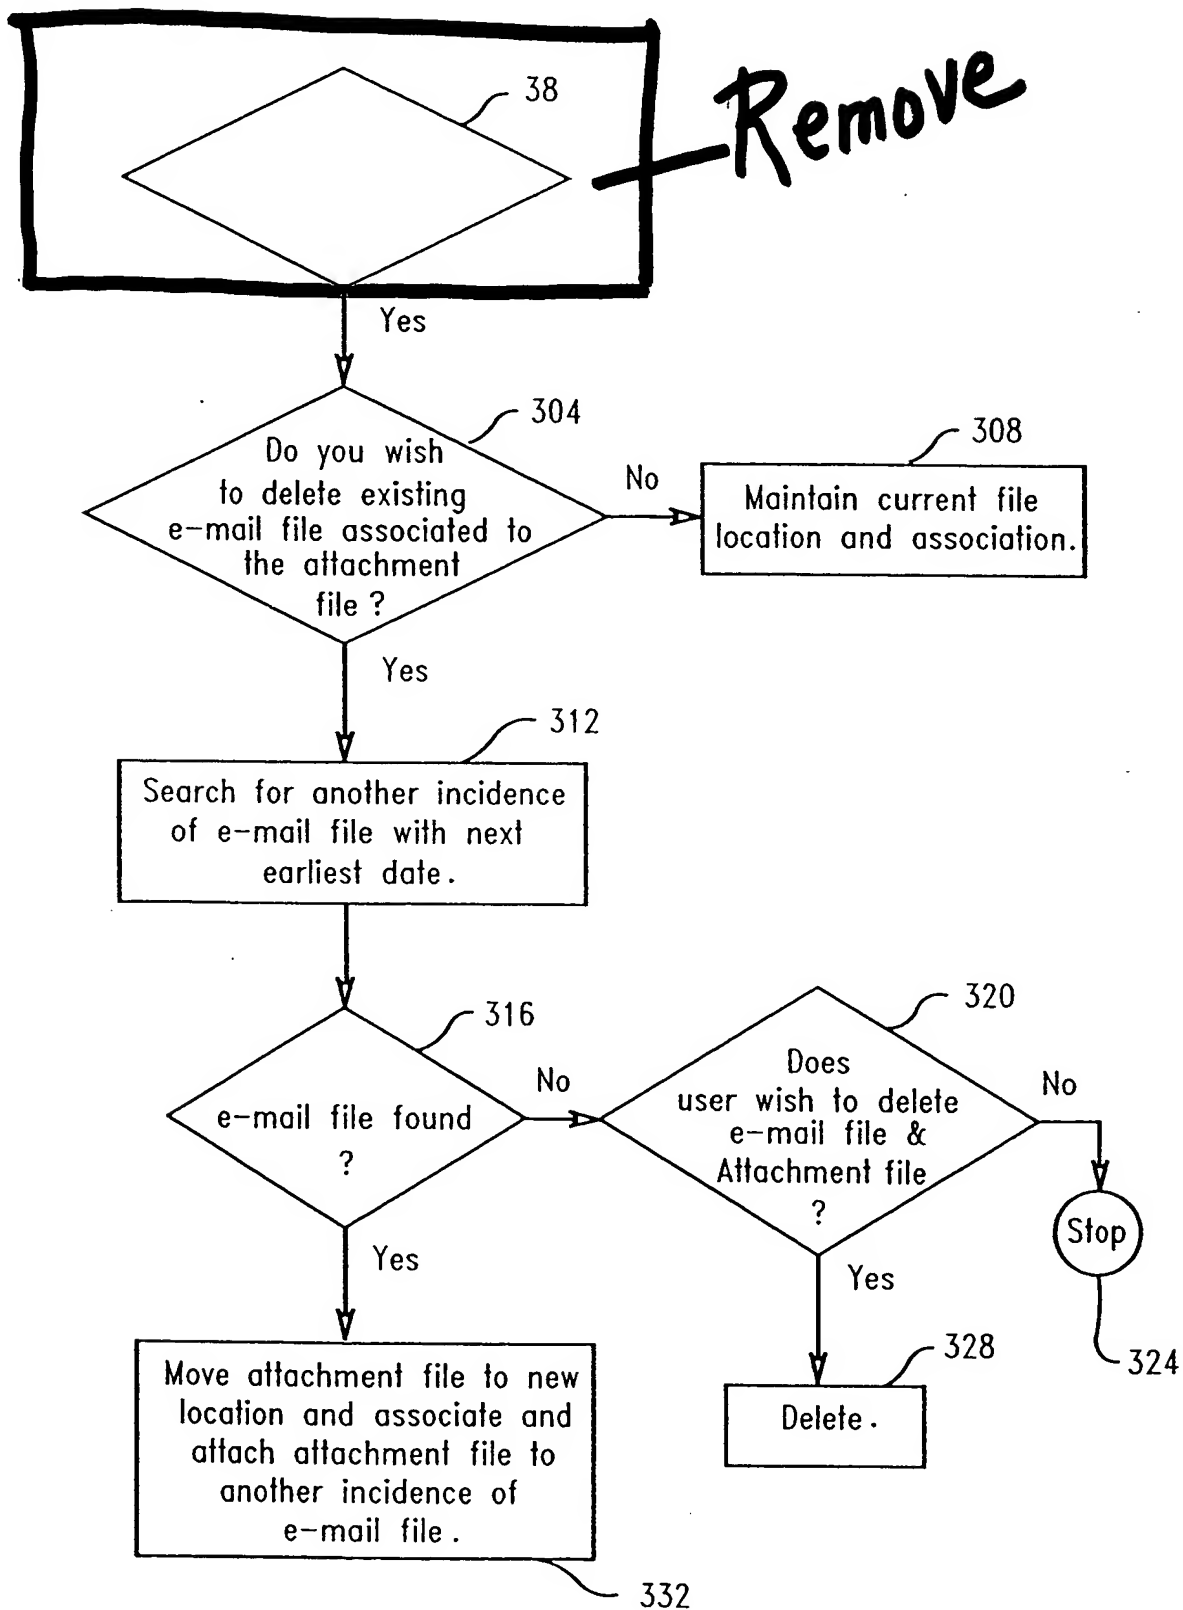 38
Remove
Yes
304
Do you wish
to delete existing
e-mail file associated to
the attachment
file ?
No
308
Maintain current file
location and association.
Yes
312
Search for another incidence
of e-mail file with next
earliest date.
316
e-mail file found
?
No
320
Does
user wish to delete
e-mail file &
Attachment file
?
No
Stop
324
Yes
Yes
328
Delete.
Move attachment file to new
location and associate and
attach attachment file to
another incidence of
e-mail file.
332